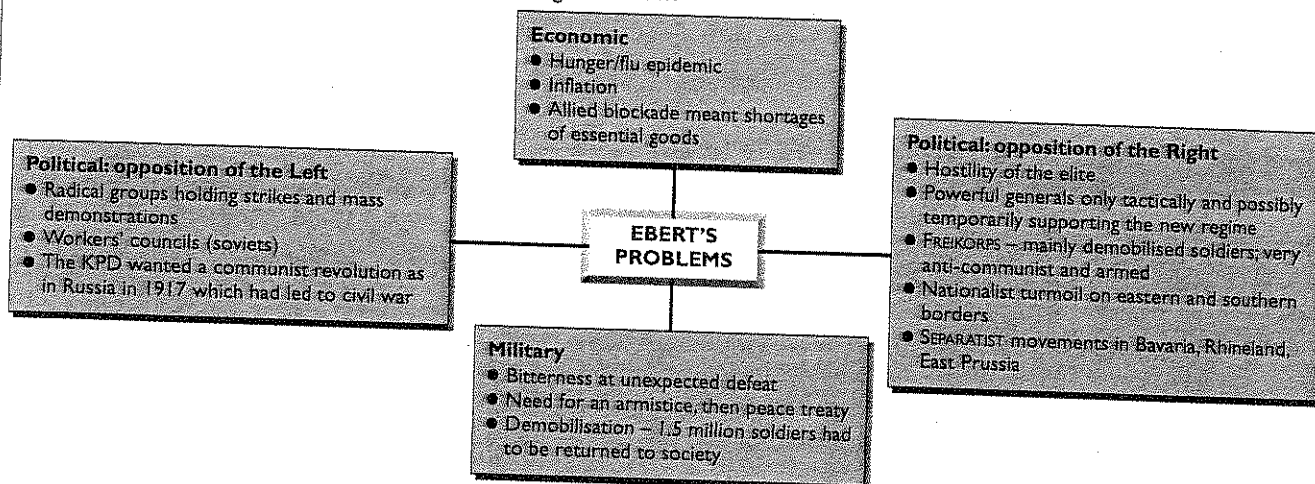 Economic
● Hunger/flu epidemic
● Inflation
● Allied blockade meant shortages
of essential goods
Political: opposition of the Left
● Radical groups holding strikes and mass
demonstrations
● Workers' councils (soviets)
● The KPD wanted a communist revolution as
in Russia in 1917 which had led to civil war
EBERT'S
PROBLEMS
Political: opposition of the Right
● Hostility of the elite
● Powerful generals only tactically and possibly
temporarily supporting the new regime
● FREIKORPS – mainly demobilised soldiers; very
anti-communist and armed
● Nationalist turmoil on eastern and southern
borders
● SEPARATIST movements in Bavaria, Rhineland,
East Prussia
Military
● Bitterness at unexpected defeat
● Need for an armistice, then peace treaty
● Demobilisation – 1.5 million soldiers had
to be returned to society